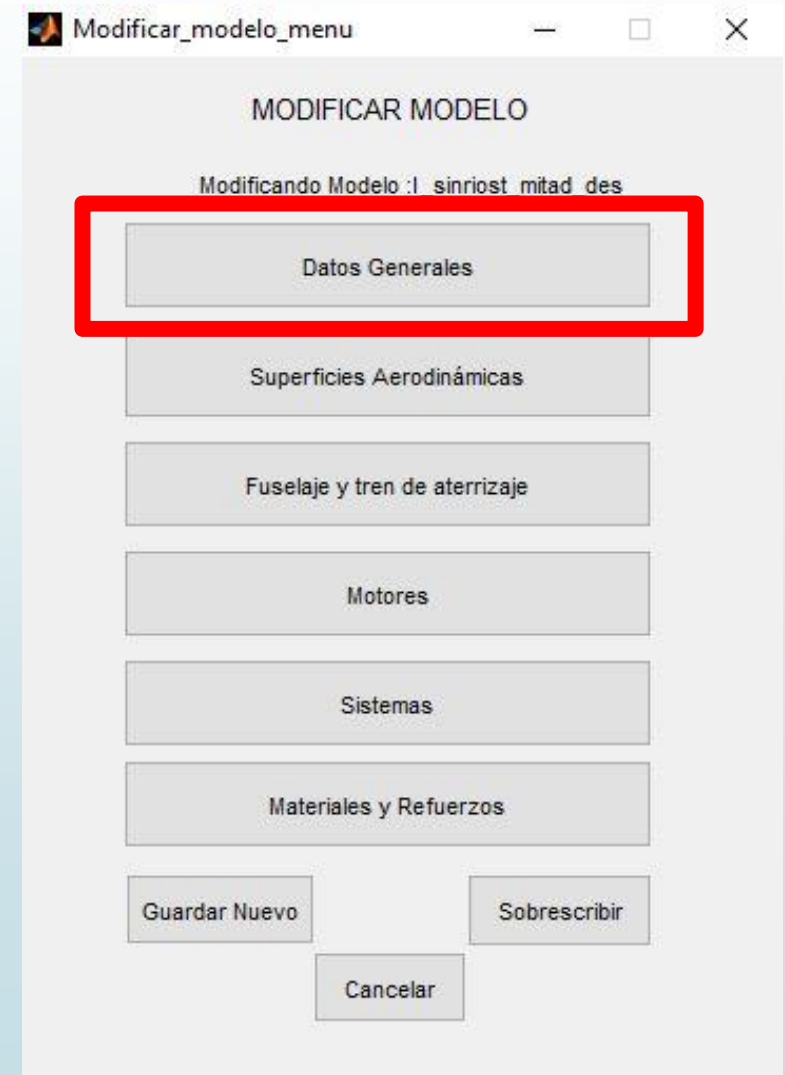 Modificar_modelo_menu
MODIFICAR MODELO
Modificando Modelo :l_sinriost_mitad_des
Datos Generales
Superficies Aerodinámicas
Fuselaje y tren de aterrizaje
Motores
Sistemas
Materiales y Refuerzos
Guardar Nuevo
Sobrescribir
Cancelar